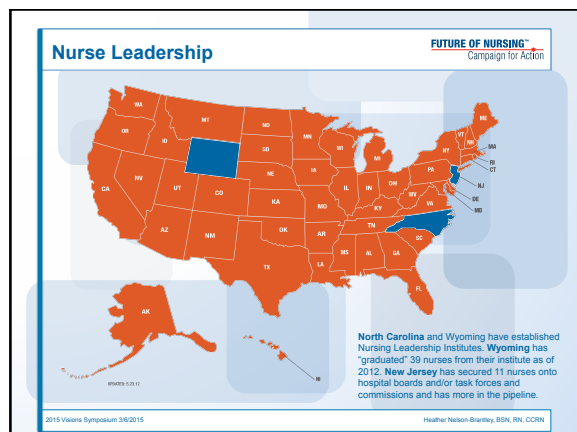 Nurse Leadership
FUTURE OF NURSING™
Campaign for Action
WA
OR
CA
NV
ID
MT
UT
AZ
CO
NM
ND
SD
NE
KA
OK
TX
MN
IA
MO
AR
LA
WI
IL
MI
IN
OH
KY
TN
MS
AL
GA
FL
SC
WV
VA
PA
NY
VT
NH
ME
MA
RI
CT
NJ
DE
MD
AK
HI
UPDATED: 5.23.12
North Carolina and Wyoming have established
Nursing Leadership Institutes. Wyoming has
"graduated" 39 nurses from their institute as of
2012. New Jersey has secured 11 nurses onto
hospital boards and/or task forces and
commissions and has more in the pipeline.
2015 Visions Symposium 3/6/2015
Heather Nelson-Brantley, BSN, RN, CCRN